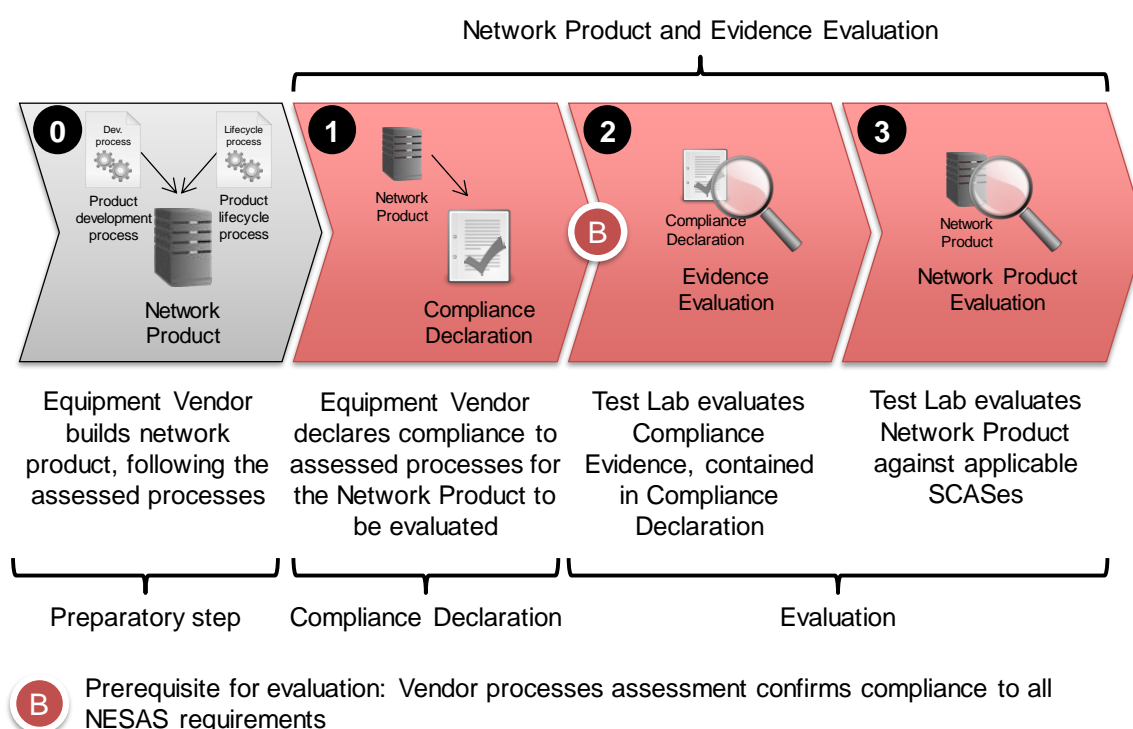 Network Product and Evidence Evaluation
0
Dev.
process
Lifecycle
process
Product
development
process
Product
lifecycle
process
Network
Product
1
Network
Product
Compliance
Declaration
B
2
Compliance
Declaration
Evidence
Evaluation
3
Network
Product
Network Product
Evaluation
Equipment Vendor
builds network
product, following the
assessed processes
Equipment Vendor
declares compliance to
assessed processes for
the Network Product to
be evaluated
Test Lab evaluates
Compliance
Evidence, contained
in Compliance
Declaration
Test Lab evaluates
Network Product
against applicable
SCASes
Preparatory step
Compliance Declaration
Evaluation
B
Prerequisite for evaluation: Vendor processes assessment confirms compliance to all
NESAS requirements